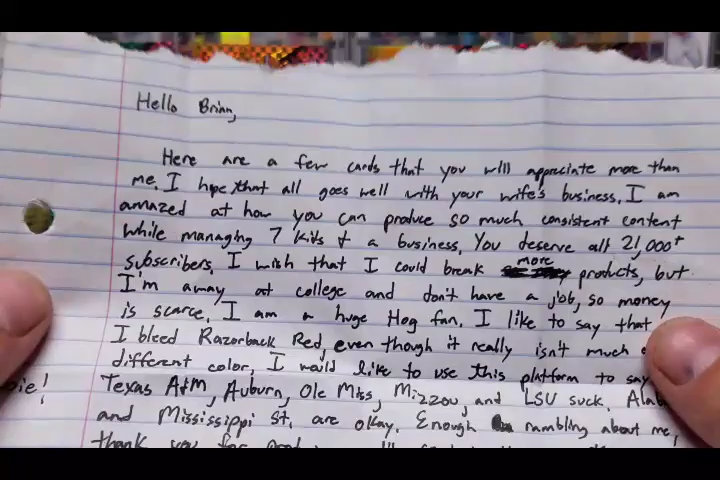 Hello Brian,
Here are a few cards that you will appreciate more than
me. I hope that all goes well with your wife's business. I am
amazed at how you can produce so much consistent content
while managing 7 kids & a business. You deserve all 21,000+
subscribers. I wish that I could break more products, but
I'm away at college and don't have a job, so money
is scarce. I am a huge Hog fan. I like to say that
I bleed Razorback Red, even though it really isn't much
different color. I would like to use this platform to say
Texas A&M, Auburn, Ole Miss, Mizzou, and LSU suck. Alab
and Mississippi St. are okay. Enough rambling about me,
thank you for